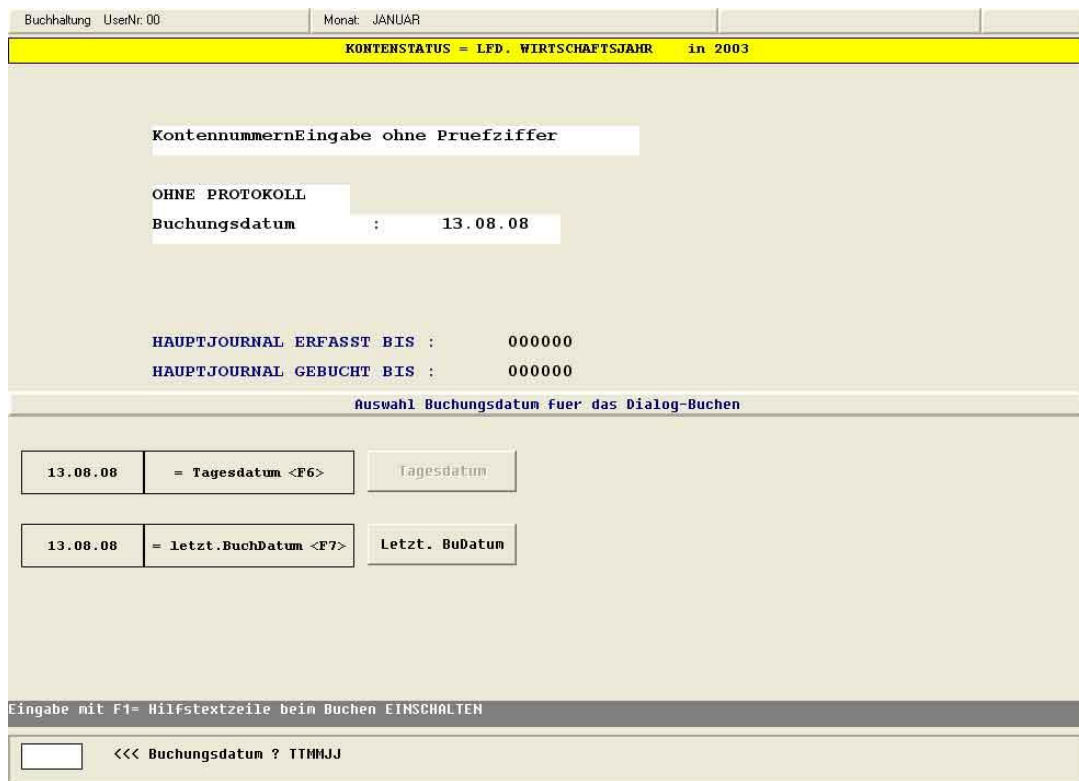 Buchhaltung UserNr: 00 Monat: JANUAR
KONTENSTATUS = LFD. WIRTSCHAFTSJAHR in 2003
KontennummernEingabe ohne Pruefziffer
OHNE PROTOKOLL
Buchungsdatum : 13.08.08
HAUPTJOURNAL ERFASST BIS : 000000
HAUPTJOURNAL GEBUCHT BIS : 000000
Auswahl Buchungsdatum fuer das Dialog-Buchen
13.08.08 = Tagesdatum <F6> Tagesdatum
13.08.08 = letzt.BuchDatum <F7> Letzt. BuDatum
Eingabe mit F1= Hilfstextzeile beim Buchen EINSCHALTEN
<<< Buchungsdatum ? TTMMJJ